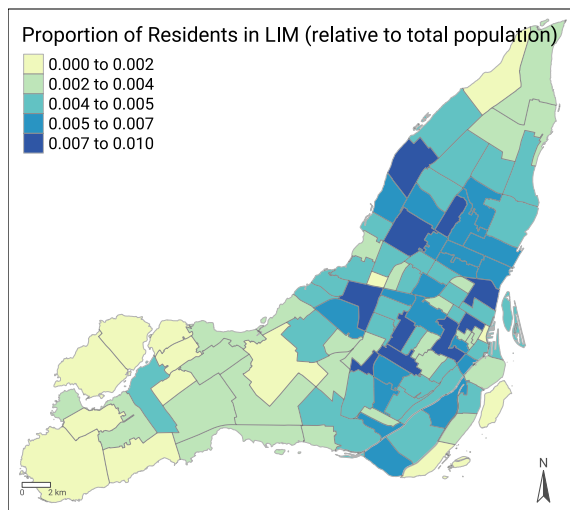 Proportion of Residents in LIM (relative to total population)
0.000 to 0.002
0.002 to 0.004
0.004 to 0.005
0.005 to 0.007
0.007 to 0.010
N
0 2 km